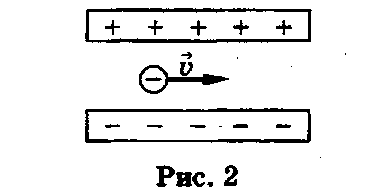 + + + + +
− v⃗
− − − − −
Рис. 2